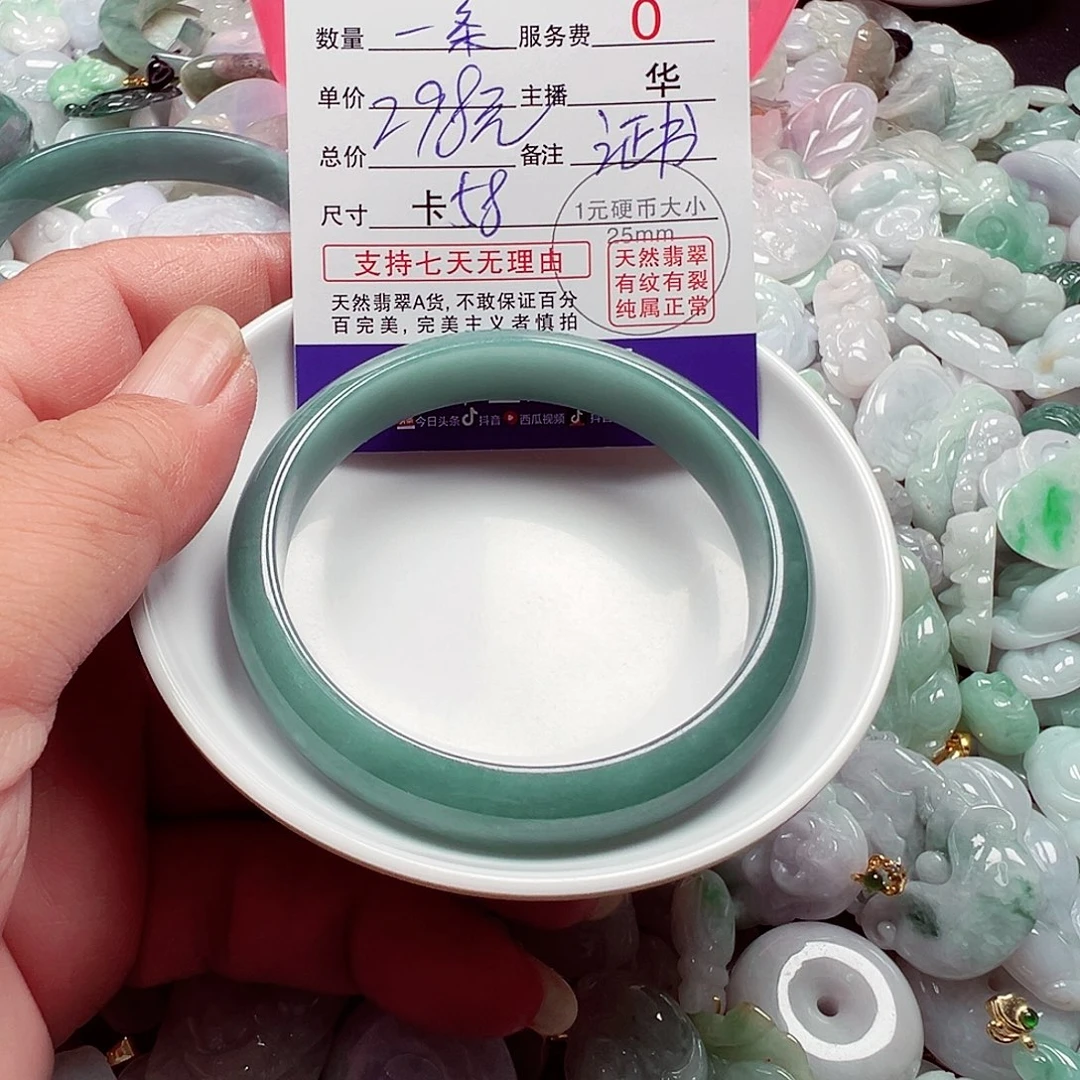 数量 一条 服务费 0
单价 298元 主播 华
总价 备注 证书
尺寸 卡58
1元硬币大小
25mm
支持七天无理由
天然翡翠
有纹有裂
纯属正常
天然翡翠A货,不敢保证百分
百完美,完美主义者慎拍
今日头条 抖音 西瓜视频 抖